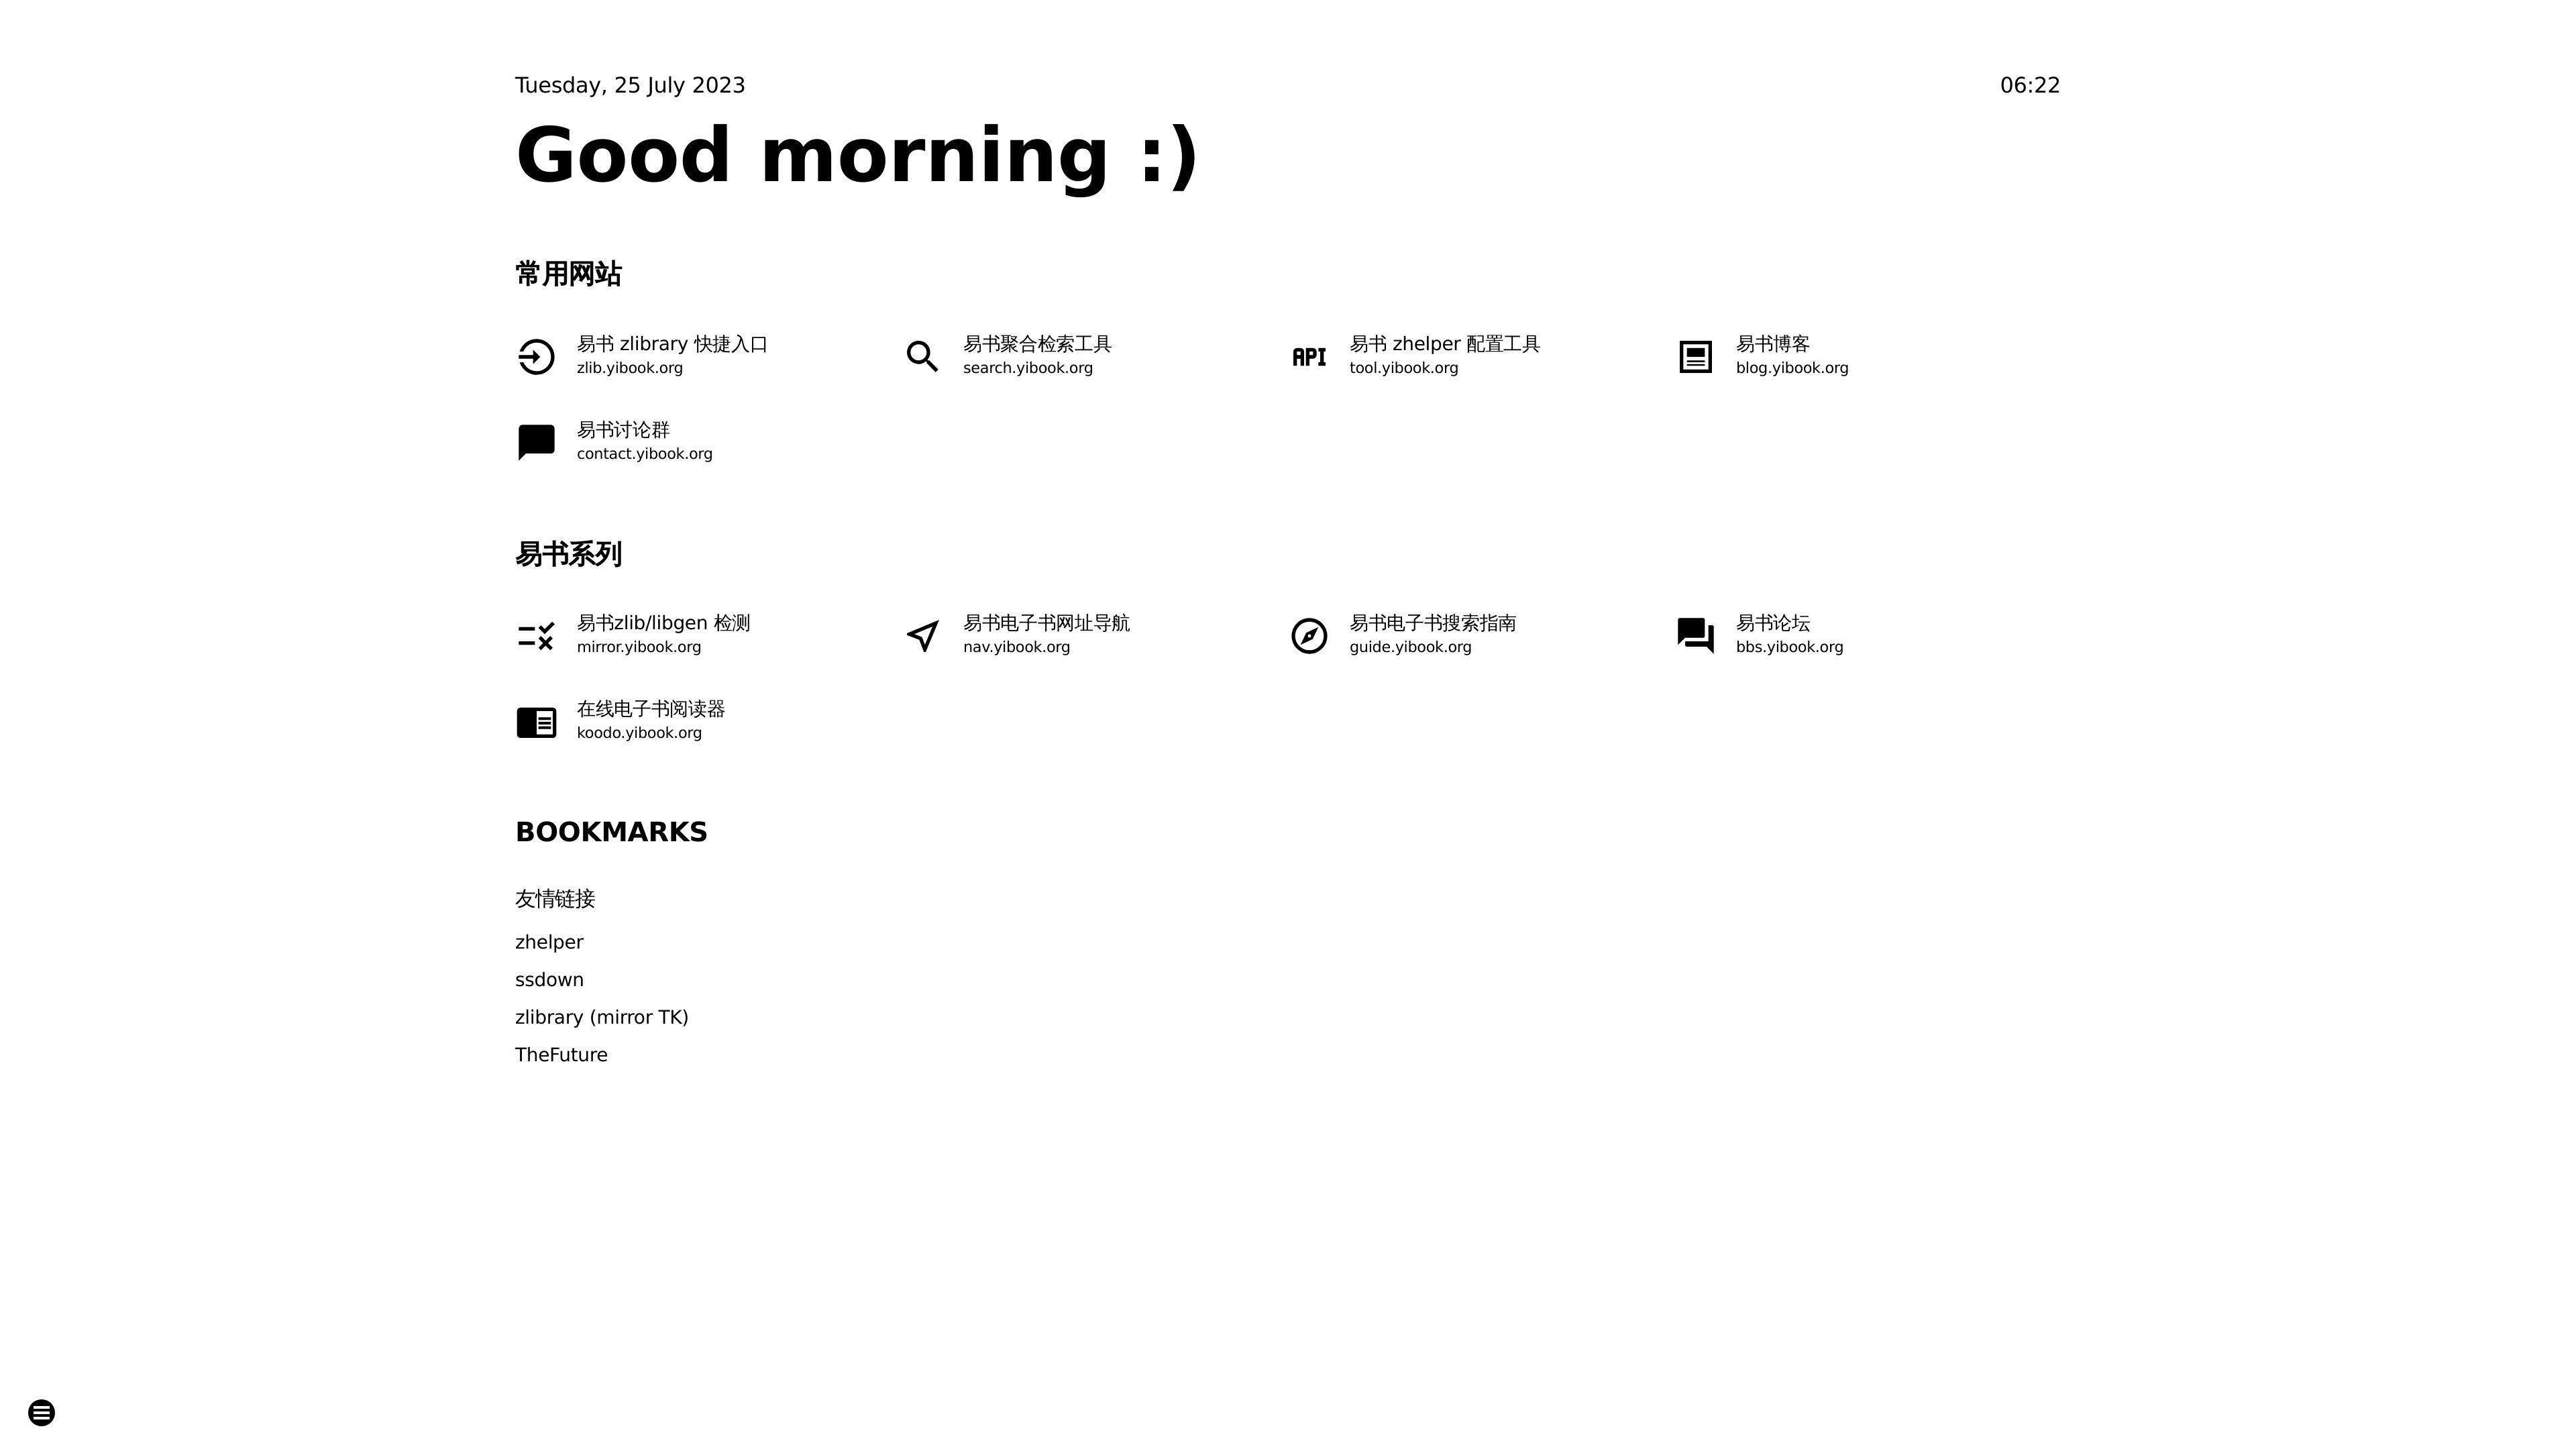 Tuesday, 25 July 2023
06:22
Good morning :)
常用网站
易书 zlibrary 快捷入口
zlib.yibook.org
易书聚合检索工具
search.yibook.org
API
易书 zhelper 配置工具
tool.yibook.org
易书博客
blog.yibook.org
易书讨论群
contact.yibook.org
易书系列
易书zlib/libgen 检测
mirror.yibook.org
易书电子书网址导航
nav.yibook.org
易书电子书搜索指南
guide.yibook.org
易书论坛
bbs.yibook.org
在线电子书阅读器
koodo.yibook.org
BOOKMARKS
友情链接
zhelper
ssdown
zlibrary (mirror TK)
TheFuture